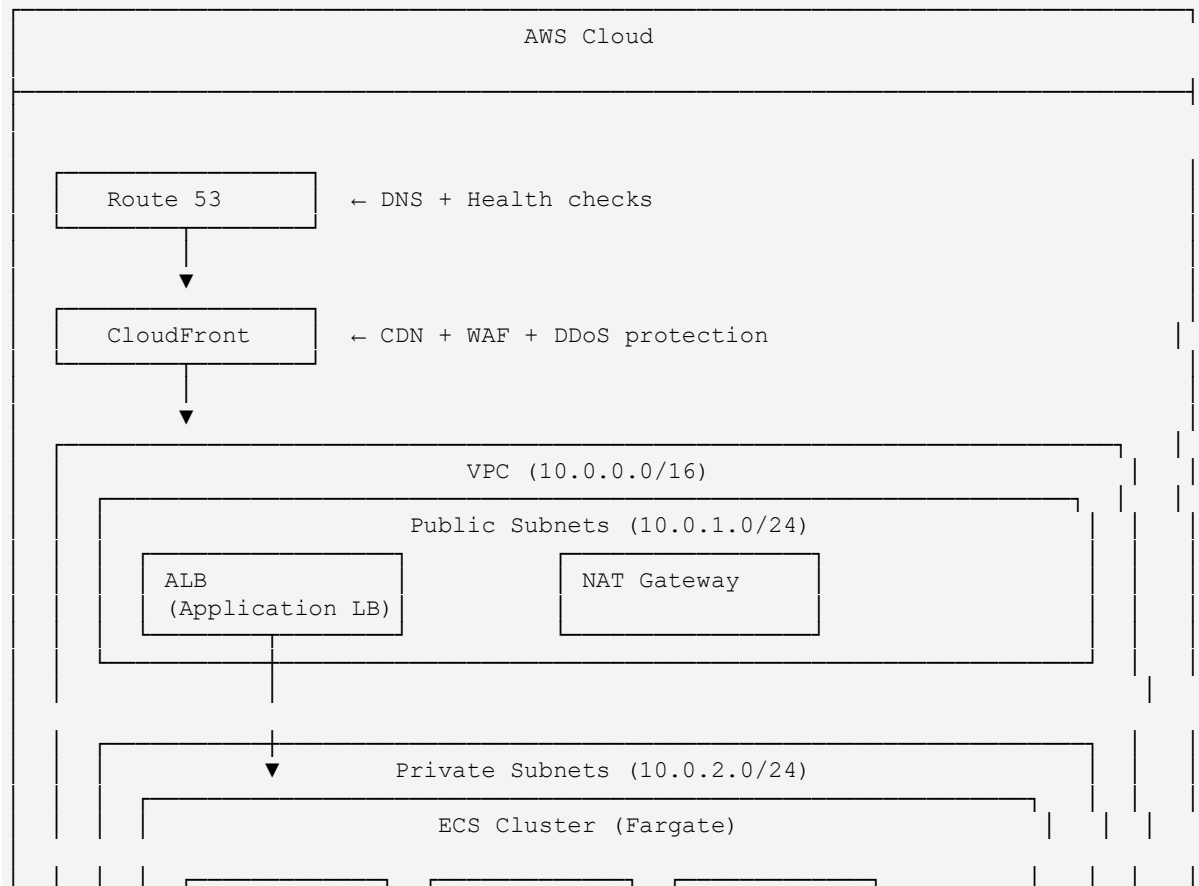 AWS Cloud
Route 53 ← DNS + Health checks
CloudFront ← CDN + WAF + DDoS protection
VPC (10.0.0.0/16)
Public Subnets (10.0.1.0/24)
ALB NAT Gateway
(Application LB)
Private Subnets (10.0.2.0/24)
ECS Cluster (Fargate)